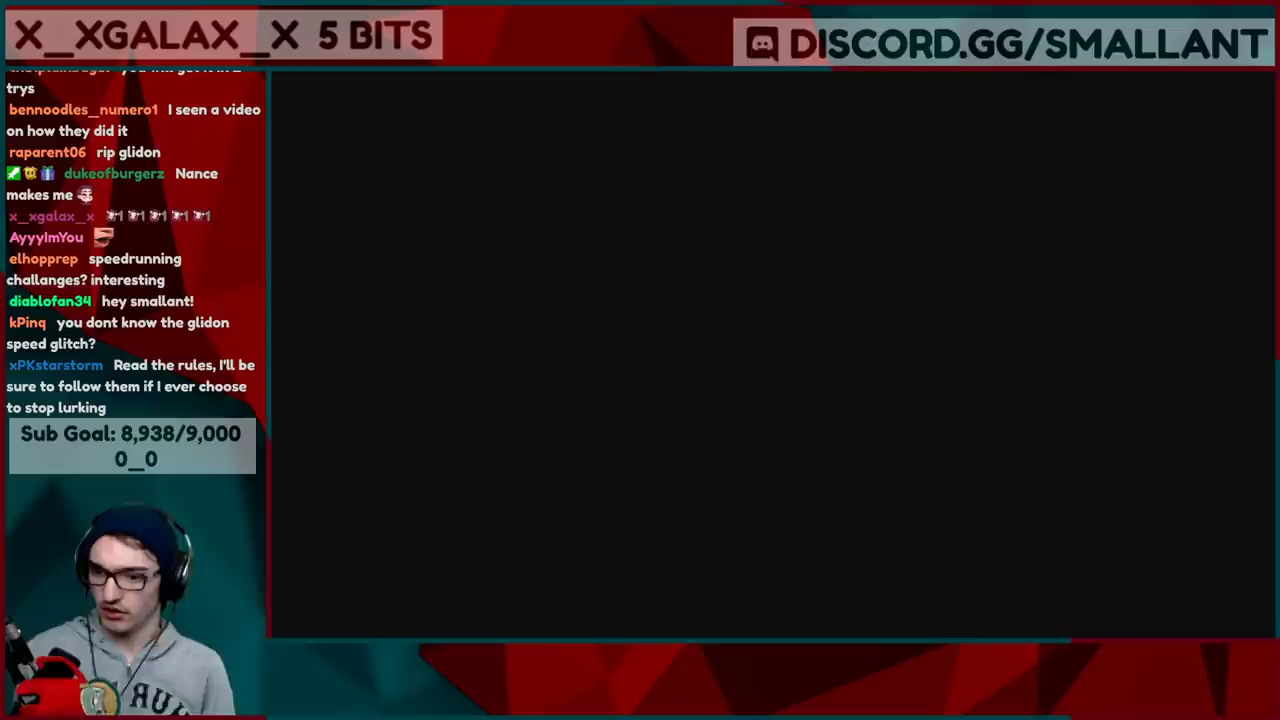 X_XGALAX_X 5 BITS
DISCORD.GG/SMALLANT
trys
bennoodles_numero1 I seen a video
on how they did it
raparent06 rip glidon
dukeofburgerz Nance
makes me
x_xgalax_x
AyyyImYou
elhopprep speedrunning
challanges? interesting
diablofan34 hey smallant!
kPinq you dont know the glidon
speed glitch?
xPKstarstorm Read the rules, I'll be
sure to follow them if I ever choose
to stop lurking
Sub Goal: 8,938/9,000
0_0